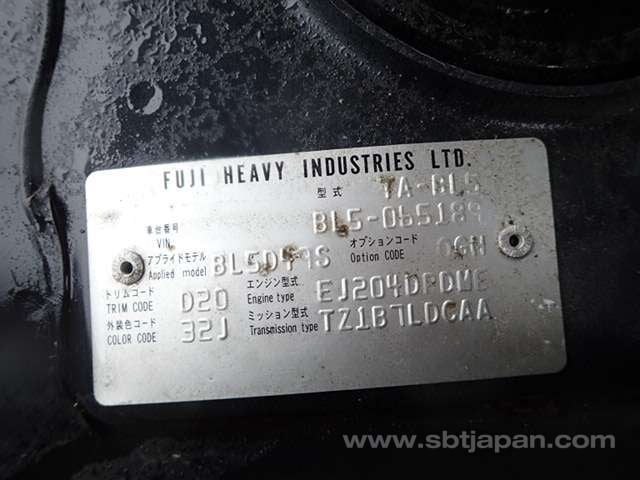 FUJI HEAVY INDUSTRIES LTD.
型式 TA-BL5
車台番号 VIN BL5-065189
アプライドモデル Applied model オプションコード Option Code
トリムコード TRIM CODE D20 エンジン型式 Engine type EJ204DPDME
外装色コード COLOR CODE 32J ミッション型式 Transmission type TZ1B7LDCAA
www.sbtjapan.com